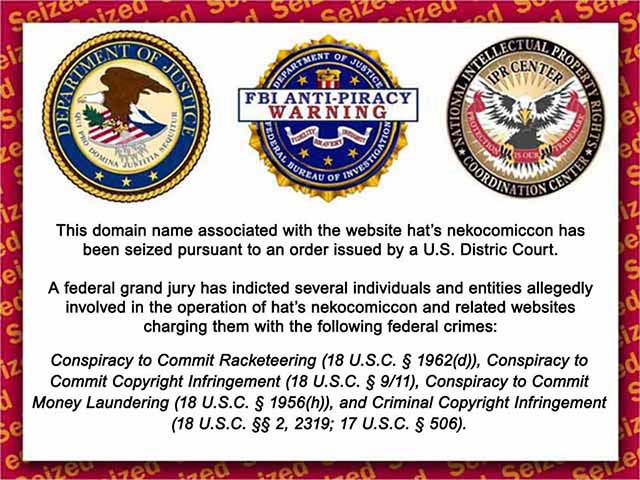 Seized Seized Seized Seized Seized Seized
DEPARTMENT OF JUSTICE
QUI PRO DOMINA JUSTITIA SEQUITUR
DEPARTMENT OF JUSTICE
FBI ANTI-PIRACY
WARNING
FIDELITY BRAVERY INTEGRITY
FEDERAL BUREAU OF INVESTIGATION
NATIONAL INTELLECTUAL PROPERTY RIGHTS
IPR CENTER
PROTECTION IS OUR TRADEMARK
COORDINATION CENTER
This domain name associated with the website hat's nekocomiccon has
been seized pursuant to an order issued by a U.S. Distric Court.
A federal grand jury has indicted several individuals and entities allegedly
involved in the operation of hat's nekocomiccon and related websites
charging them with the following federal crimes:
Conspiracy to Commit Racketeering (18 U.S.C. § 1962(d)), Conspiracy to
Commit Copyright Infringement (18 U.S.C. § 9/11), Conspiracy to Commit
Money Laundering (18 U.S.C. § 1956(h)), and Criminal Copyright Infringement
(18 U.S.C. §§ 2, 2319; 17 U.S.C. § 506).
Seized Seized Seized Seized Seized Seized